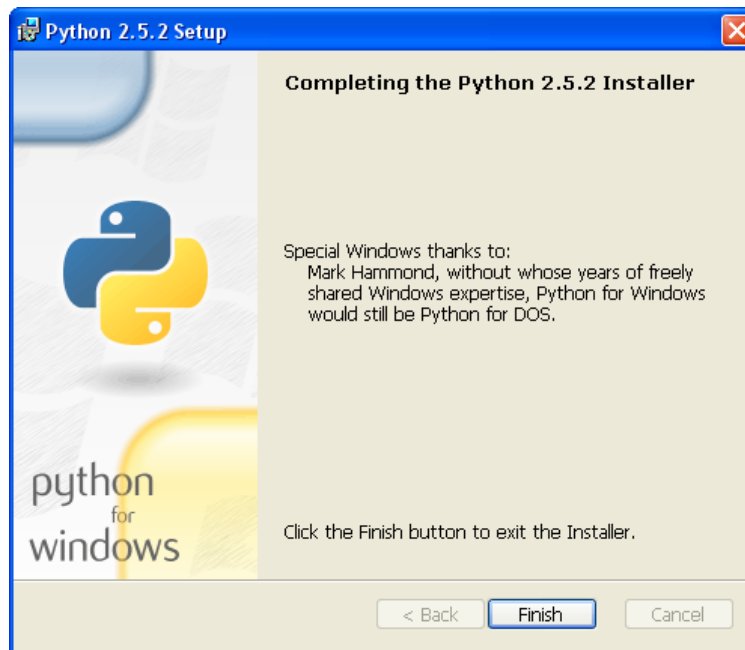 Python 2.5.2 Setup
Completing the Python 2.5.2 Installer
Special Windows thanks to:
Mark Hammond, without whose years of freely
shared Windows expertise, Python for Windows
would still be Python for DOS.
python
for
windows
Click the Finish button to exit the Installer.
< Back
Finish
Cancel